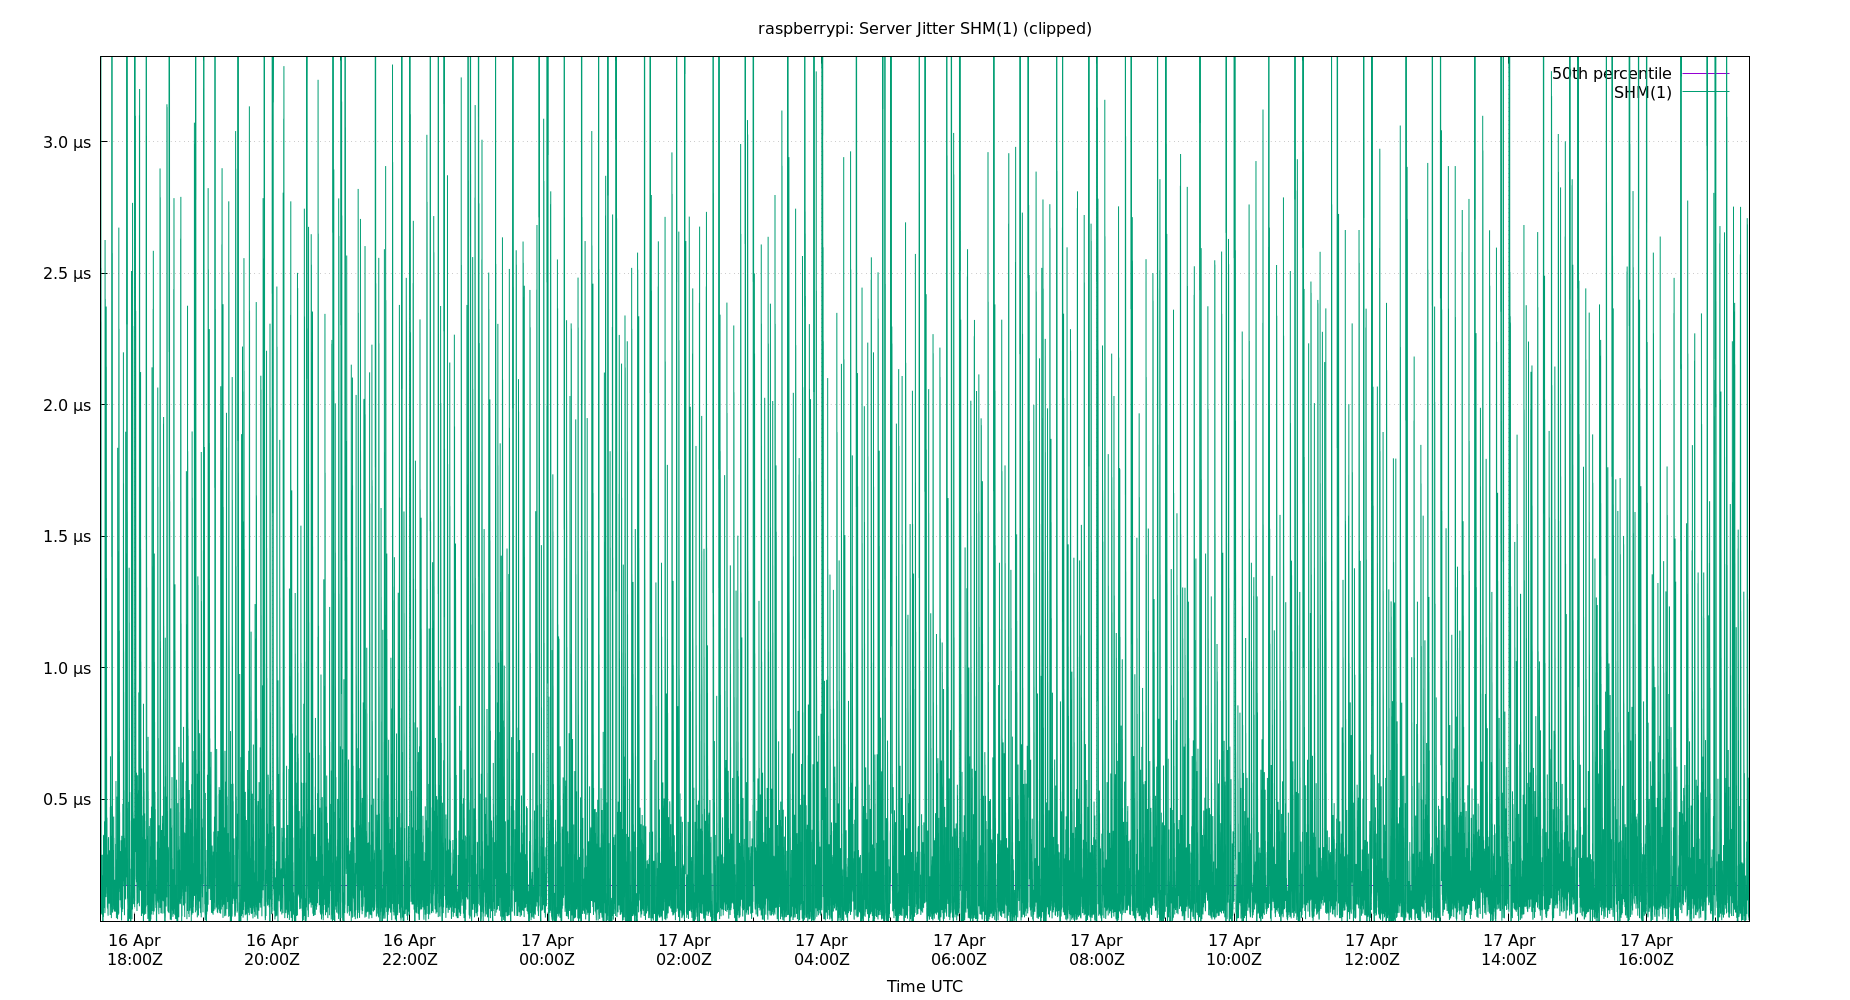 raspberrypi: Server Jitter SHM(1) (clipped)
50th percentile
SHM(1)
3.0 µs
2.5 µs
2.0 µs
1.5 µs
1.0 µs
0.5 µs
16 Apr 16 Apr 16 Apr 17 Apr 17 Apr 17 Apr 17 Apr 17 Apr 17 Apr 17 Apr 17 Apr 17 Apr
18:00Z 20:00Z 22:00Z 00:00Z 02:00Z 04:00Z 06:00Z 08:00Z 10:00Z 12:00Z 14:00Z 16:00Z
Time UTC